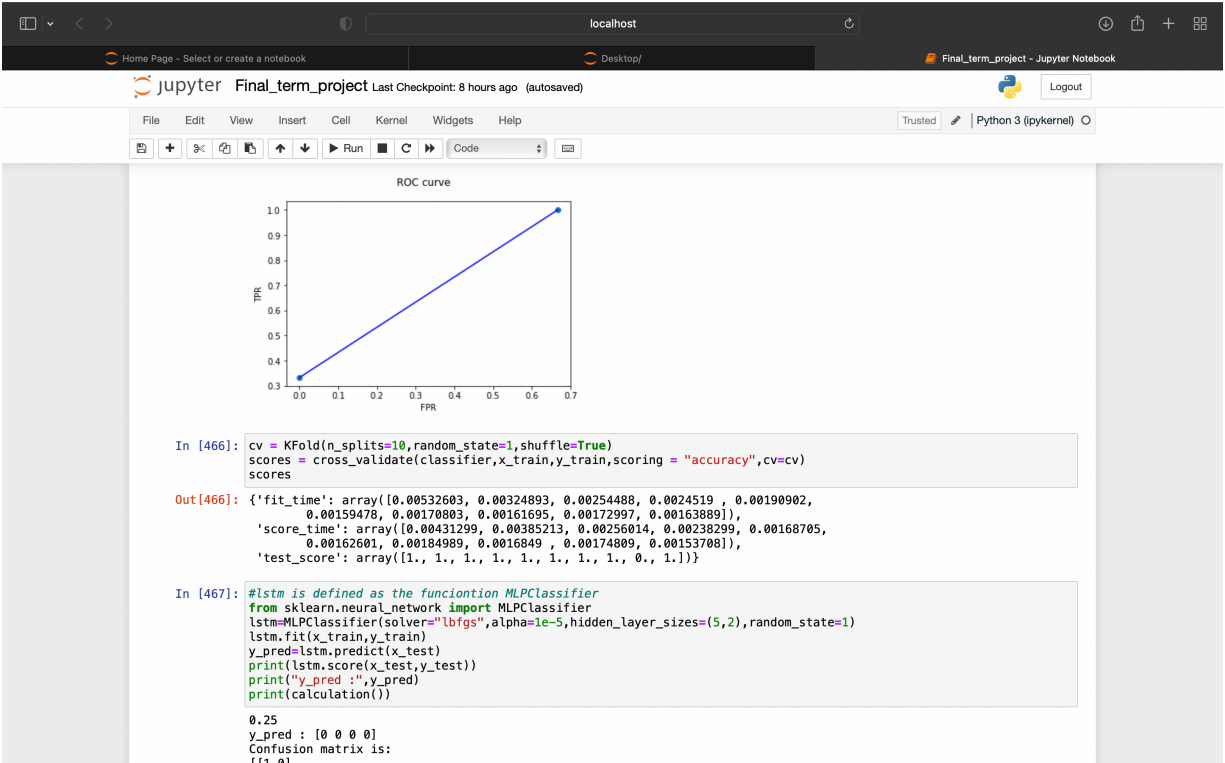 localhost
Home Page - Select or create a notebook
Desktop/
Final_term_project - Jupyter Notebook
jupyter Final_term_project Last Checkpoint: 8 hours ago (autosaved)
Logout
File Edit View Insert Cell Kernel Widgets Help
Trusted
Python 3 (ipykernel)
Run
Code
ROC curve
1.0
0.9
0.8
0.7
0.6
0.5
0.4
0.3
TPR
0.0 0.1 0.2 0.3 0.4 0.5 0.6 0.7
FPR
In [466]: cv = KFold(n_splits=10,random_state=1,shuffle=True)
scores = cross_validate(classifier,x_train,y_train,scoring = "accuracy",cv=cv)
scores
Out[466]: {'fit_time': array([0.00532603, 0.00324893, 0.00254488, 0.0024519 , 0.00190902,
0.00159478, 0.00170803, 0.00161695, 0.00172997, 0.00163889]),
'score_time': array([0.00431299, 0.00385213, 0.00256014, 0.00238299, 0.00168705,
0.00162601, 0.00184989, 0.0016849 , 0.00174809, 0.00153708]),
'test_score': array([1., 1., 1., 1., 1., 1., 1., 1., 0., 1.])}
In [467]: #lstm is defined as the funciontion MLPClassifier
from sklearn.neural_network import MLPClassifier
lstm=MLPClassifier(solver="lbfgs",alpha=1e-5,hidden_layer_sizes=(5,2),random_state=1)
lstm.fit(x_train,y_train)
y_pred=lstm.predict(x_test)
print(lstm.score(x_test,y_test))
print("y_pred :",y_pred)
print(calculation())
0.25
y_pred : [0 0 0 0]
Confusion matrix is:
[[1 0]